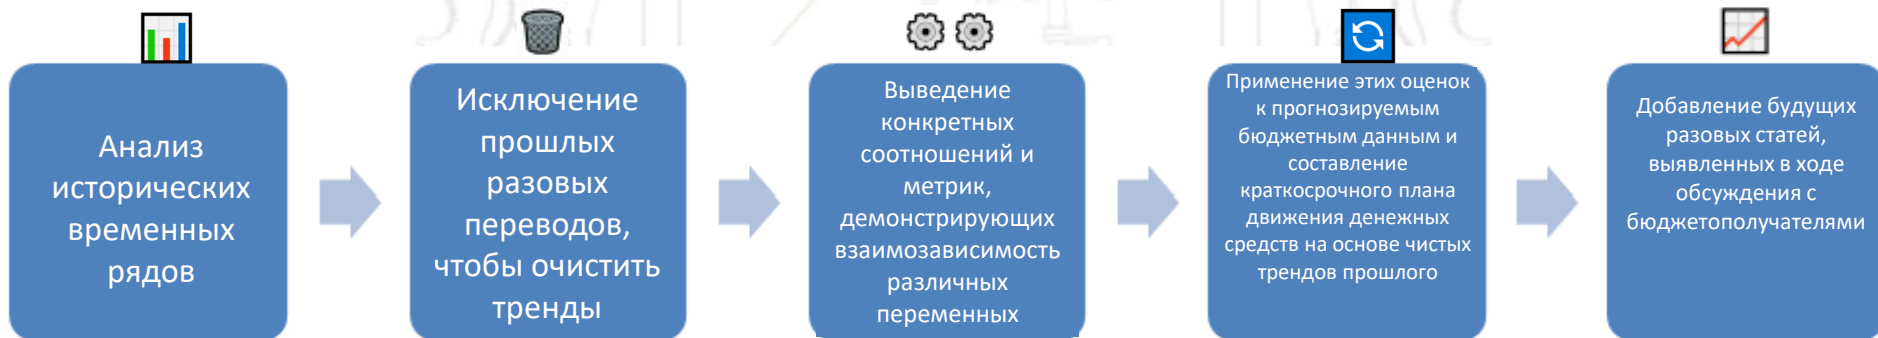 Анализ
исторических
временных
рядов
Исключение
прошлых
разовых
переводов,
чтобы очистить
тренды
Выведение
конкретных
соотношений и
метрик,
демонстрирующих
взаимозависимость
различных
переменных
Применение этих оценок
к прогнозируемым
бюджетным данным и
составление
краткосрочного плана
движения денежных
средств на основе чистых
трендов прошлого
Добавление будущих
разовых статей,
выявленных в ходе
обсуждения с
бюджетополучателями